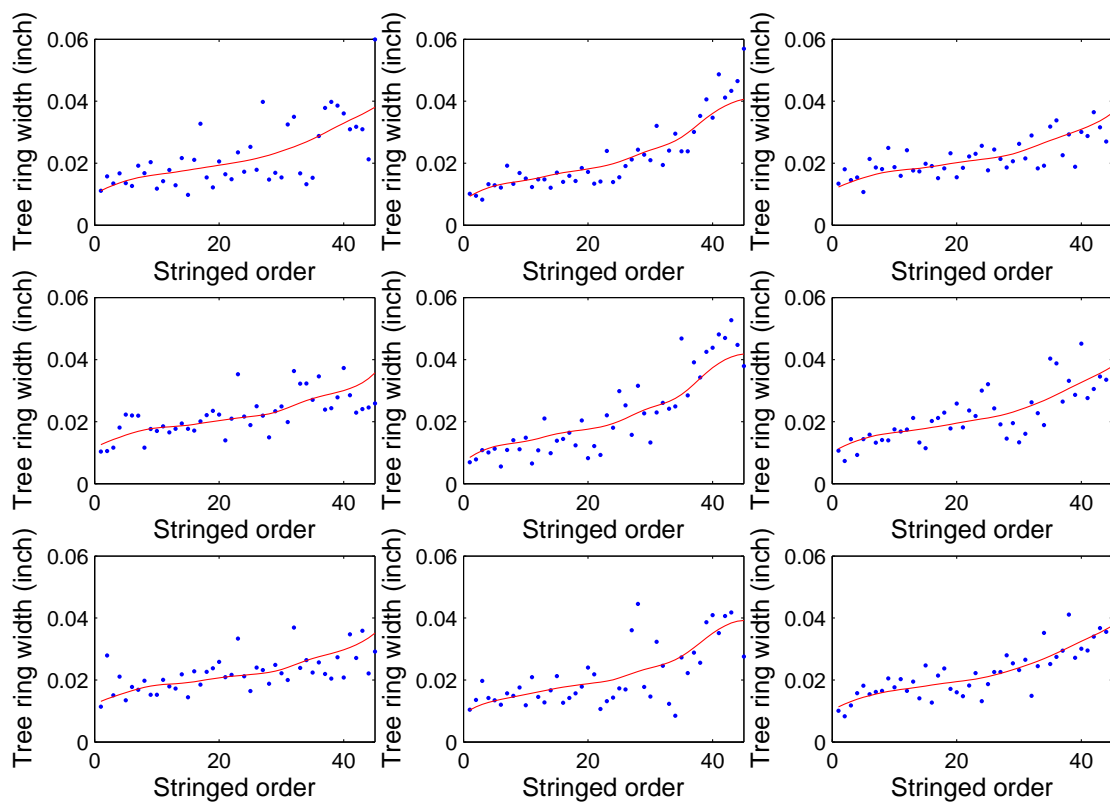 0.06 0.06 0.06
0.04 0.04 0.04
0.02 0.02 0.02
0 0 0
0 20 40 0 20 40 0 20 40
Tree ring width (inch) Tree ring width (inch) Tree ring width (inch)
Stringed order Stringed order Stringed order
0.06 0.06 0.06
0.04 0.04 0.04
0.02 0.02 0.02
0 0 0
0 20 40 0 20 40 0 20 40
Tree ring width (inch) Tree ring width (inch) Tree ring width (inch)
Stringed order Stringed order Stringed order
0.06 0.06 0.06
0.04 0.04 0.04
0.02 0.02 0.02
0 0 0
0 20 40 0 20 40 0 20 40
Tree ring width (inch) Tree ring width (inch) Tree ring width (inch)
Stringed order Stringed order Stringed order